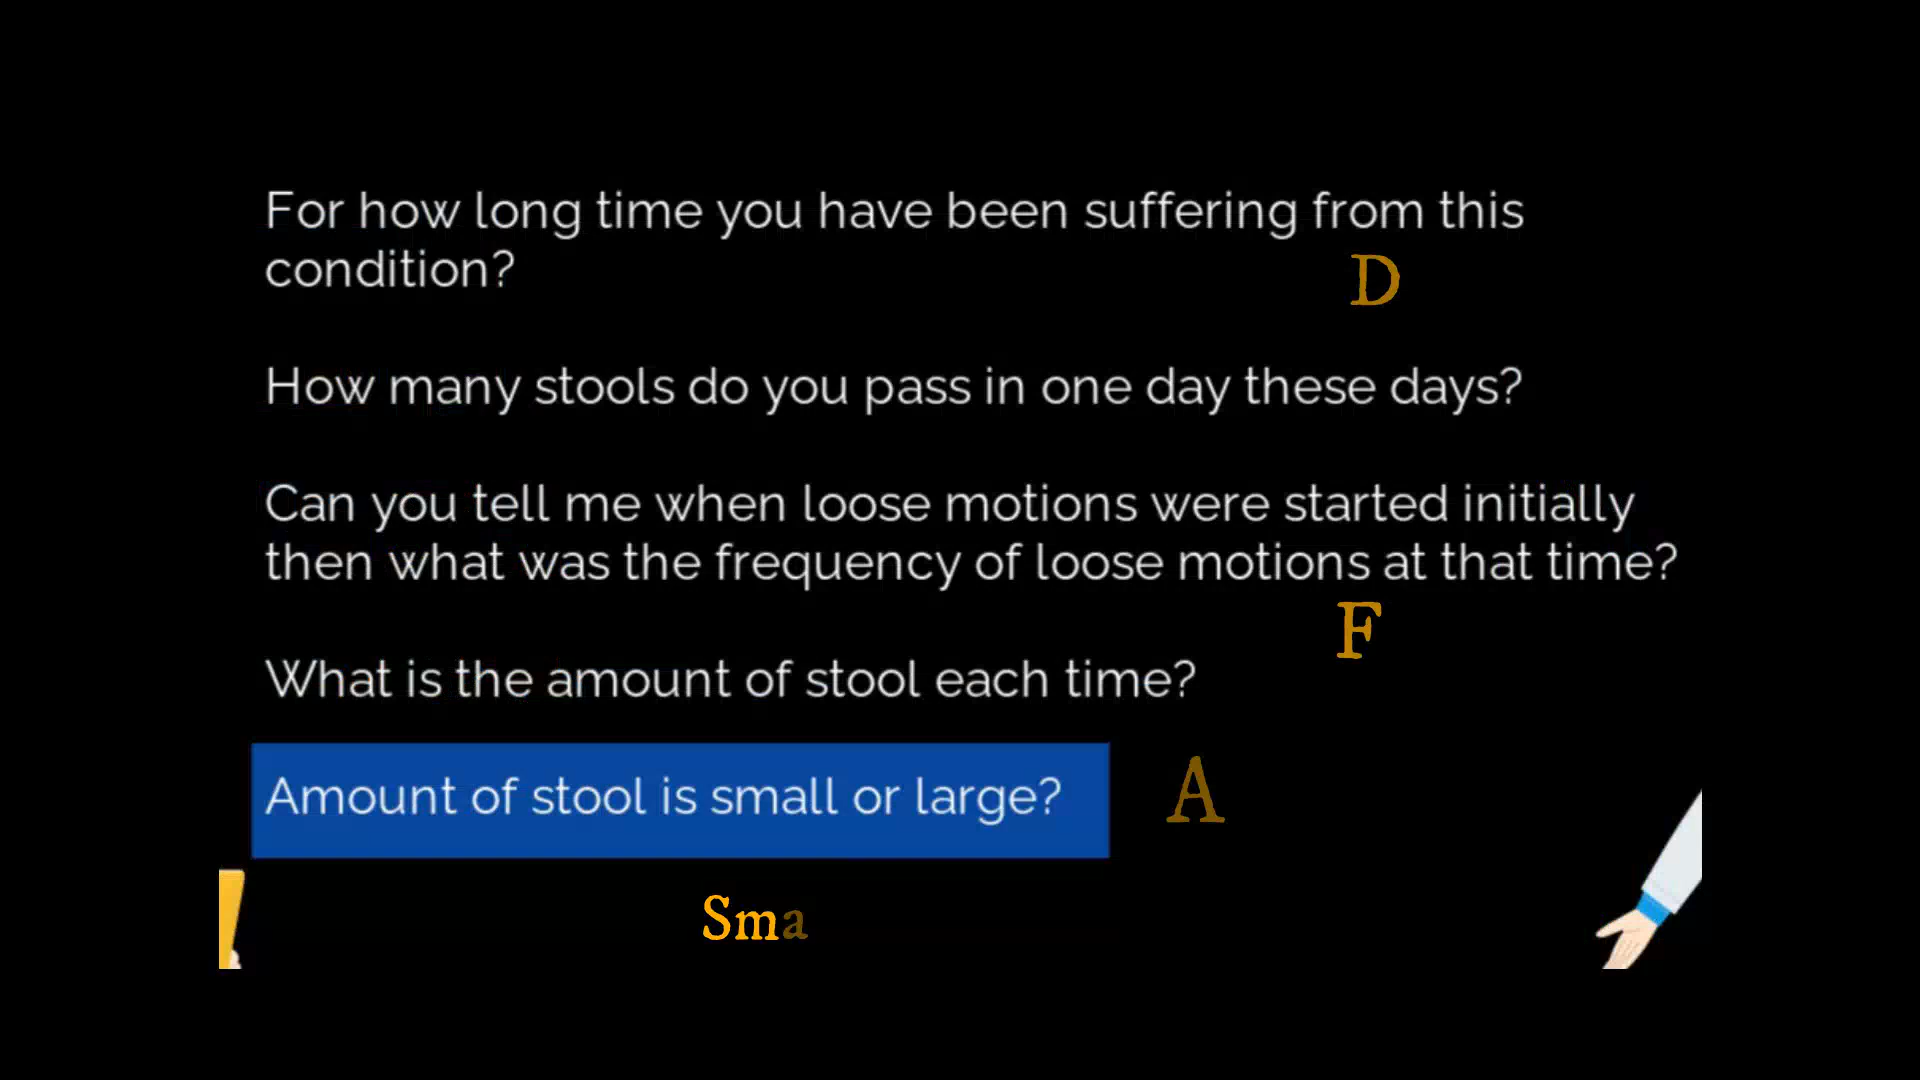 For how long time you have been suffering from this
condition?
D
How many stools do you pass in one day these days?
Can you tell me when loose motions were started initially
then what was the frequency of loose motions at that time?
F
What is the amount of stool each time?
Amount of stool is small or large?
A
Sma